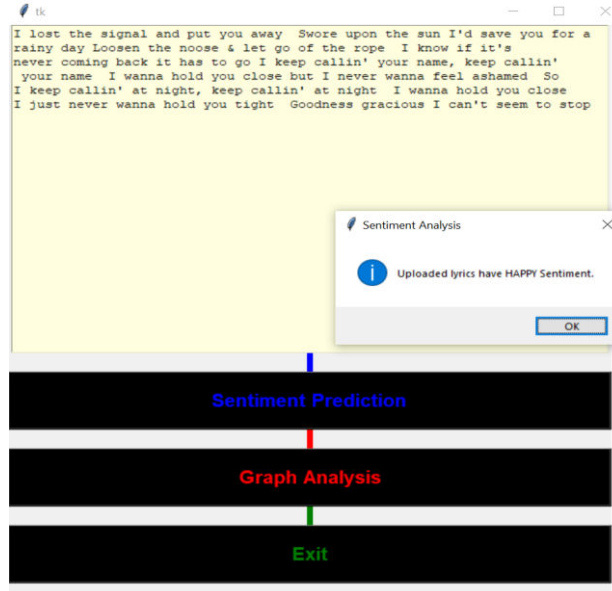 tk
I lost the signal and put you away  Swore upon the sun I'd save you for a
rainy day Loosen the noose & let go of the rope  I know if it's
never coming back it has to go I keep callin' your name, keep callin'
 your name  I wanna hold you close but I never wanna feel ashamed  So
I keep callin' at night, keep callin' at night  I wanna hold you close
I just never wanna hold you tight  Goodness gracious I can't seem to stop
Sentiment Analysis
Uploaded lyrics have HAPPY Sentiment.
OK
Sentiment Prediction
Graph Analysis
Exit